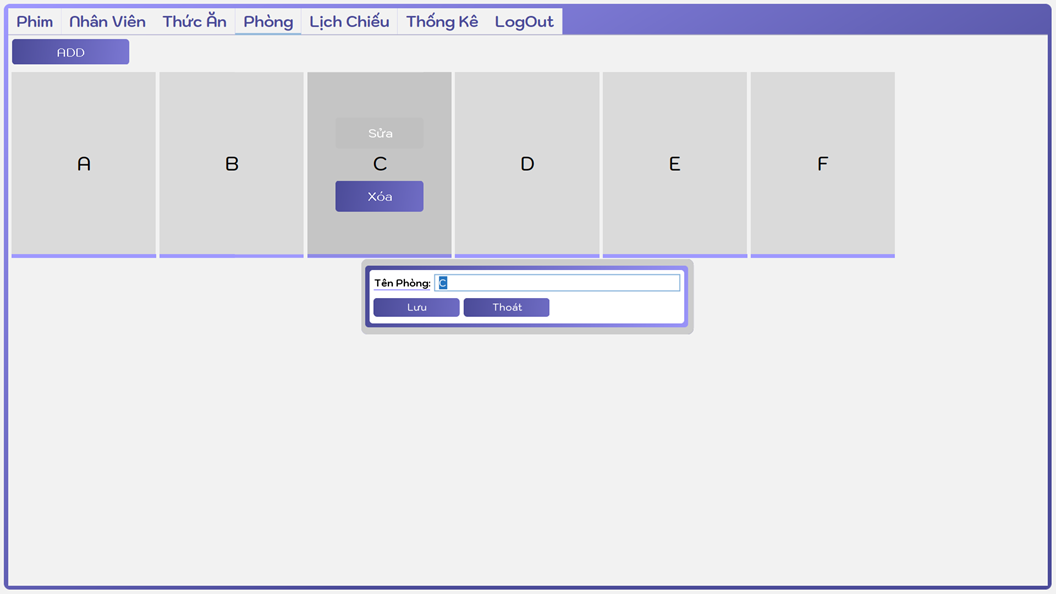 Phim Nhân Viên Thức Ăn Phòng Lịch Chiếu Thống Kê LogOut
ADD
Sửa
A B C D E F
Xóa
Tên Phòng: C
Lưu Thoát